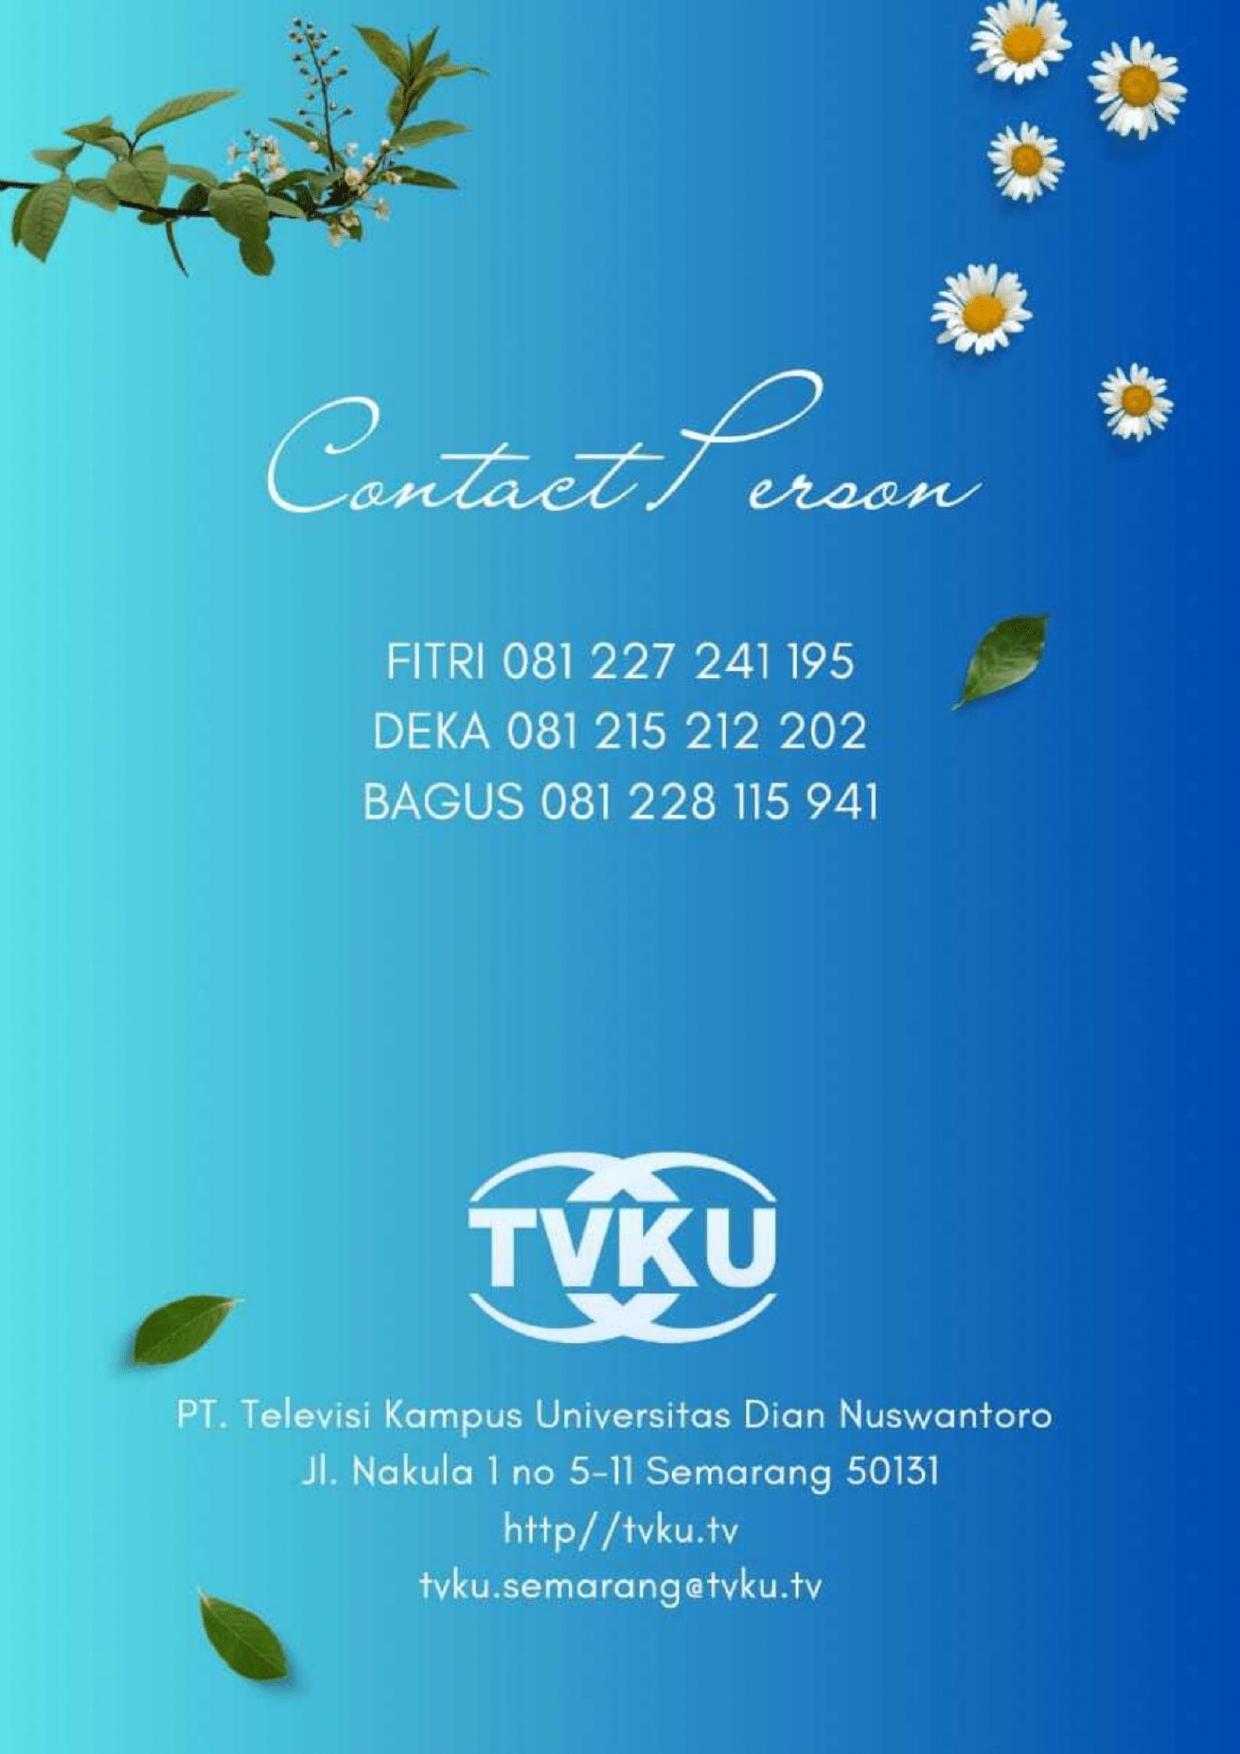 Contact Person
FITRI 081 227 241 195
DEKA 081 215 212 202
BAGUS 081 228 115 941
TVKU
PT. Televisi Kampus Universitas Dian Nuswantoro
Jl. Nakula 1 no 5-11 Semarang 50131
http//tvku.tv
tvku.semarang@tvku.tv